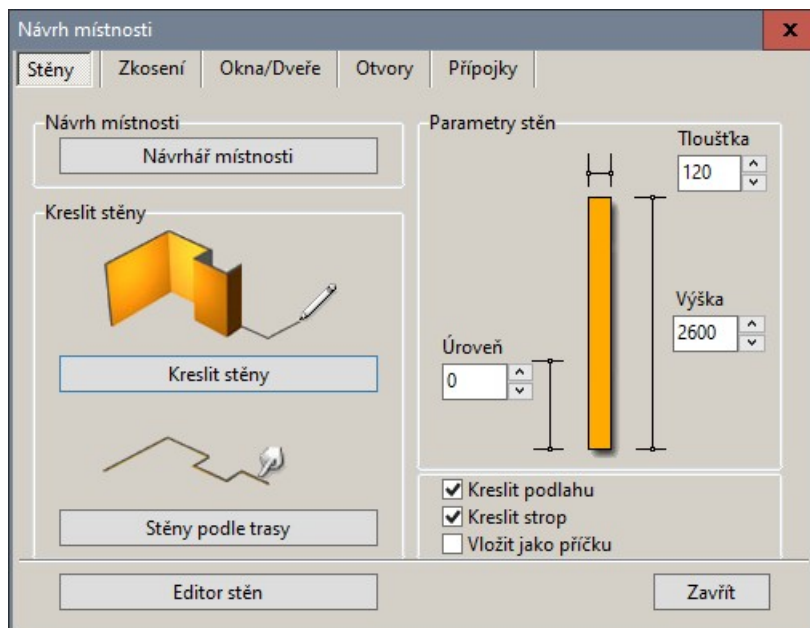 Návrh místnosti
x
Stěny Zkosení Okna/Dveře Otvory Přípojky
Návrh místnosti
Návrhář místnosti
Kreslit stěny
Kreslit stěny
Stěny podle trasy
Parametry stěn
Tloušťka
120
Výška
2600
Úroveň
0
Kreslit podlahu
Kreslit strop
Vložit jako příčku
Editor stěn
Zavřít